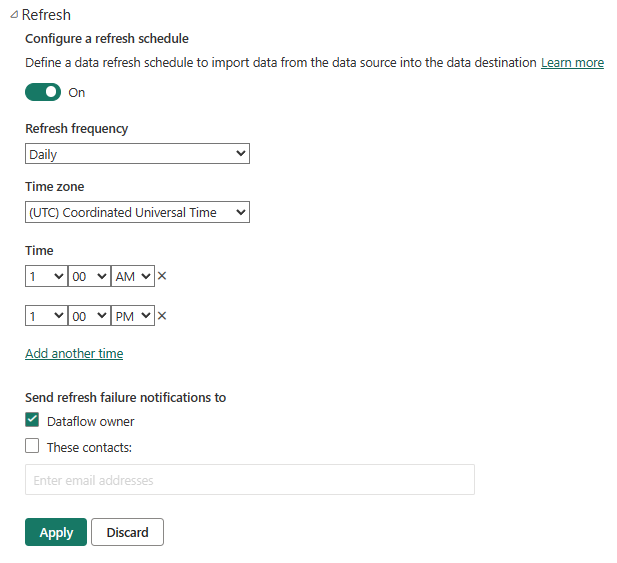 Refresh
Configure a refresh schedule
Define a data refresh schedule to import data from the data source into the data destination Learn more
On
Refresh frequency
Daily
Time zone
(UTC) Coordinated Universal Time
Time
1 00 AM
1 00 PM
Add another time
Send refresh failure notifications to
Dataflow owner
These contacts:
Enter email addresses
Apply Discard